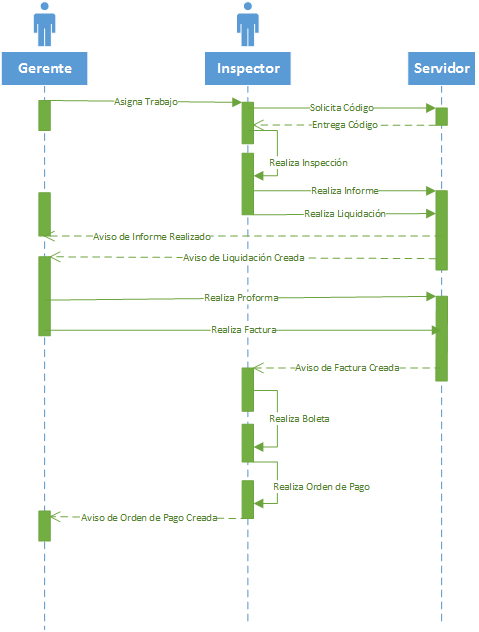 Gerente
Inspector
Servidor
Asigna Trabajo
Solicita Código
Entrega Código
Realiza Inspección
Realiza Informe
Realiza Liquidación
Aviso de Informe Realizado
Aviso de Liquidación Creada
Realiza Proforma
Realiza Factura
Aviso de Factura Creada
Realiza Boleta
Realiza Orden de Pago
Aviso de Orden de Pago Creada